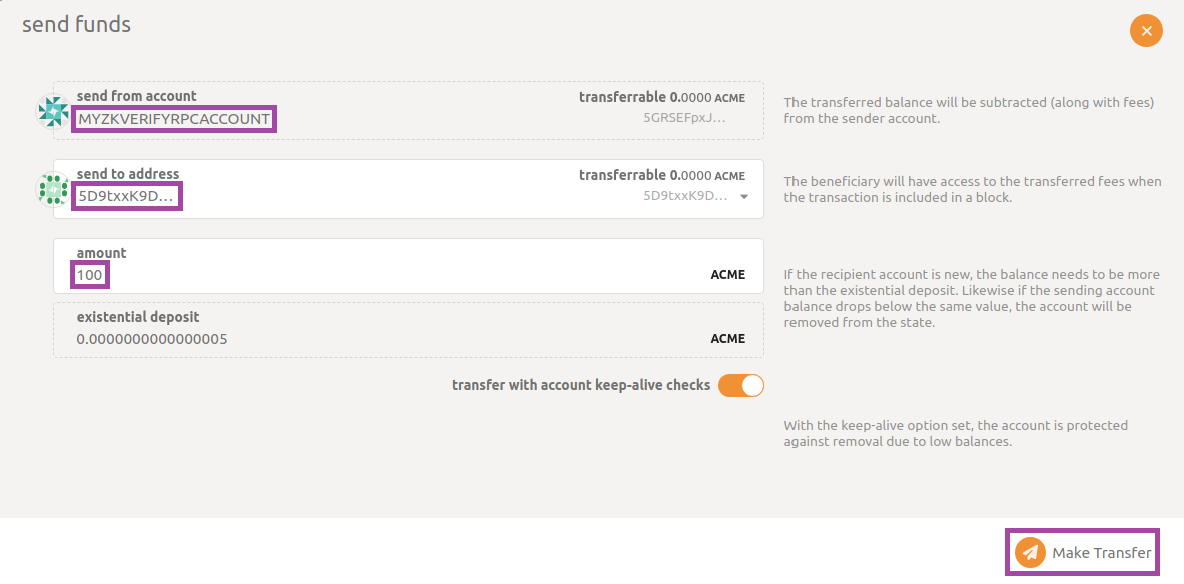 send funds
send from account
MYZKVERIFYRPCACCOUNT
transferrable 0.0000 ACME
5GRSEFpxJ...
The transferred balance will be subtracted (along with fees)
from the sender account.
send to address
5D9txxK9D...
transferrable 0.0000 ACME
5D9txxK9D...
The beneficiary will have access to the transferred fees when
the transaction is included in a block.
amount
100
ACME
If the recipient account is new, the balance needs to be more
than the existential deposit. Likewise if the sending account
balance drops below the same value, the account will be
removed from the state.
existential deposit
0.0000000000000005
ACME
transfer with account keep-alive checks
With the keep-alive option set, the account is protected
against removal due to low balances.
Make Transfer